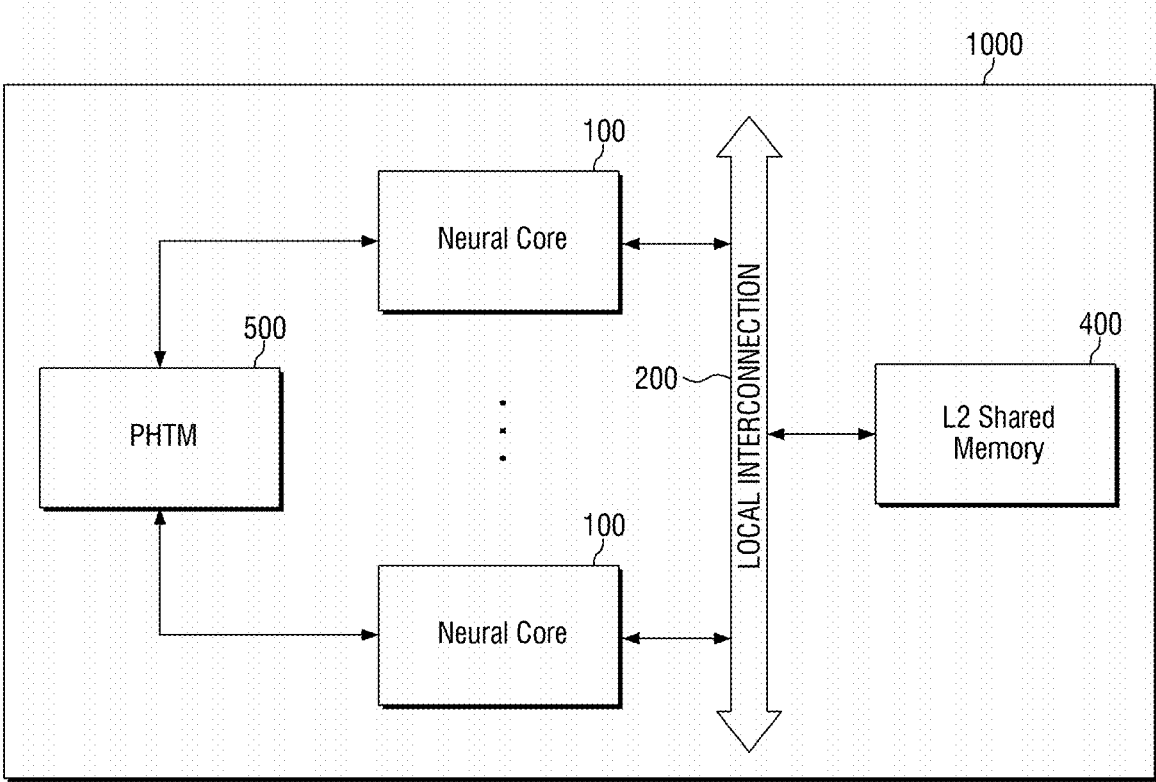 1000
100
Neural Core
500
PHTM
200
LOCAL INTERCONNECTION
400
L2 Shared
Memory
100
Neural Core